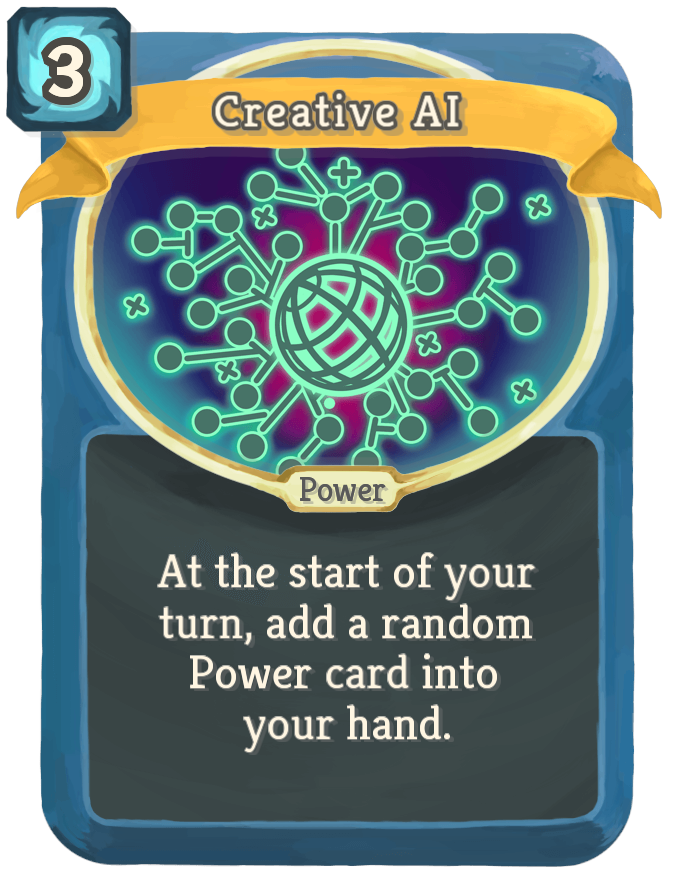 3
Creative AI
Power
At the start of your
turn, add a random
Power card into
your hand.